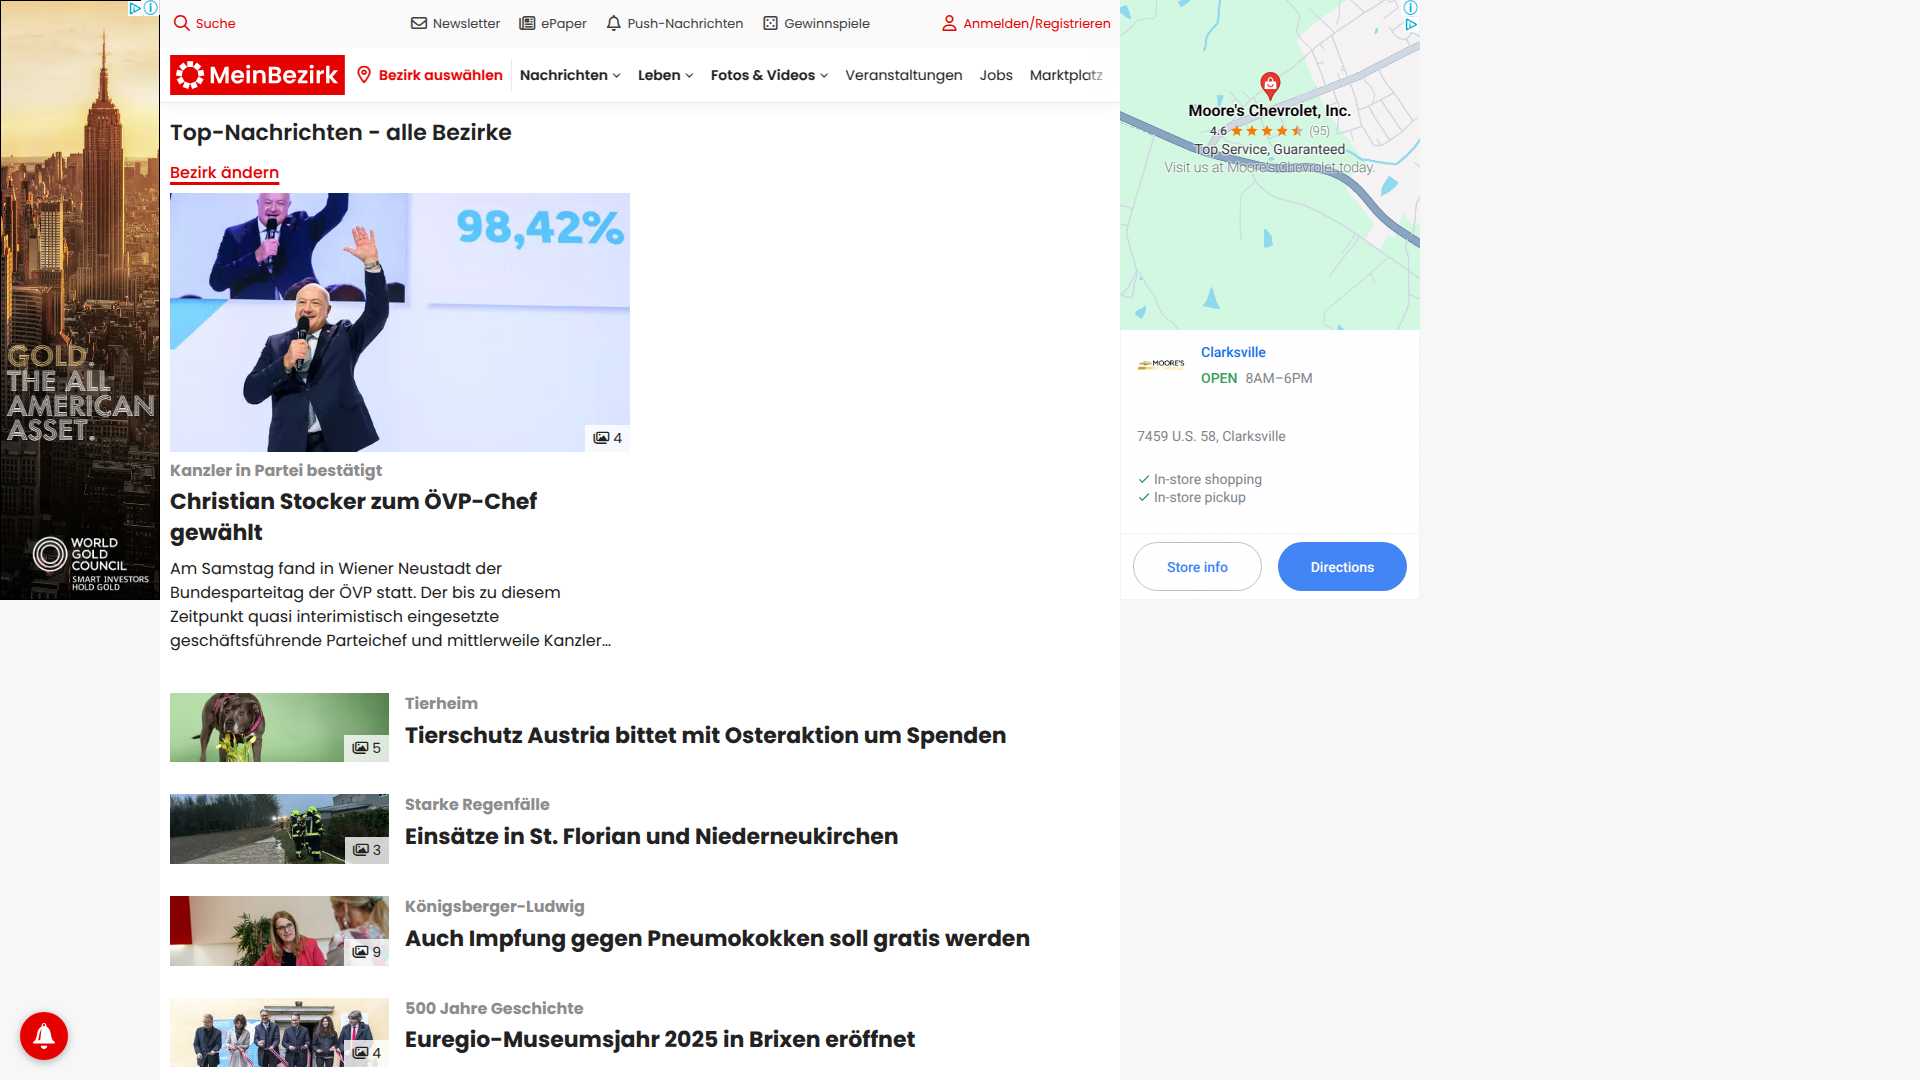 Suche
Newsletter
ePaper
Push-Nachrichten
Gewinnspiele
Anmelden/Registrieren
MeinBezirk
Bezirk auswählen
Nachrichten
Leben
Fotos & Videos
Veranstaltungen
Jobs
Marktplatz
Top-Nachrichten - alle Bezirke
Bezirk ändern
98,42%
4
Kanzler in Partei bestätigt
Christian Stocker zum ÖVP-Chef
gewählt
Am Samstag fand in Wiener Neustadt der
Bundesparteitag der ÖVP statt. Der bis zu diesem
Zeitpunkt quasi interimistisch eingesetzte
geschäftsführende Parteichef und mittlerweile Kanzler...
5
Tierheim
Tierschutz Austria bittet mit Osteraktion um Spenden
3
Starke Regenfälle
Einsätze in St. Florian und Niederneukirchen
9
Königsberger-Ludwig
Auch Impfung gegen Pneumokokken soll gratis werden
4
500 Jahre Geschichte
Euregio-Museumsjahr 2025 in Brixen eröffnet
GOLD.
THE ALL
AMERICAN
ASSET.
WORLD
GOLD
COUNCIL
SMART INVESTORS
HOLD GOLD
Moore's Chevrolet, Inc.
4.6 (95)
Top Service, Guaranteed
Visit us at Moore's Chevrolet today.
MOORE'S
Clarksville
OPEN 8AM–6PM
7459 U.S. 58, Clarksville
In-store shopping
In-store pickup
Store info
Directions